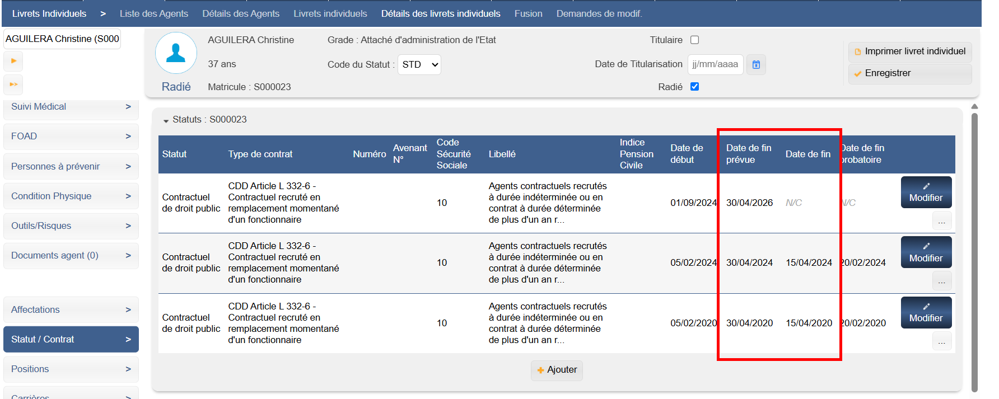 Livrets Individuels > Liste des Agents Détails des Agents Livrets individuels Détails des livrets individuels Fusion Demandes de modif.
AGUILERA Christine (S000
AGUILERA Christine
Grade : Attaché d'administration de l'Etat
Titulaire
37 ans
Code du Statut : STD
Date de Titularisation jj/mm/aaaa
Radié
Matricule : S000023
Radié
Imprimer livret individuel
Enregistrer
Suivi Médical >
FOAD >
Personnes à prévenir >
Condition Physique >
Outils/Risques >
Documents agent (0) >
Affectations >
Statut / Contrat >
Positions >
Carrières >
Statuts : S000023
Statut
Type de contrat
Numéro
Avenant
N°
Code
Sécurité
Sociale
Libellé
Indice
Pension
Civile
Date de
début
Date de fin
prévue
Date de fin
Date de fin
probatoire
Contractuel
de droit public
CDD Article L 332-6 -
Contractuel recruté en
remplacement momentané
d'un fonctionnaire
10
Agents contractuels recrutés
à durée indéterminée ou en
contrat à durée déterminée
de plus d'un an r...
01/09/2024
30/04/2026
N/C
N/C
Modifier
...
Contractuel
de droit public
CDD Article L 332-6 -
Contractuel recruté en
remplacement momentané
d'un fonctionnaire
10
Agents contractuels recrutés
à durée indéterminée ou en
contrat à durée déterminée
de plus d'un an r...
05/02/2024
30/04/2024
15/04/2024
20/02/2024
Modifier
...
Contractuel
de droit public
CDD Article L 332-6 -
Contractuel recruté en
remplacement momentané
d'un fonctionnaire
10
Agents contractuels recrutés
à durée indéterminée ou en
contrat à durée déterminée
de plus d'un an r...
05/02/2020
30/04/2020
15/04/2020
20/02/2020
Modifier
...
Ajouter